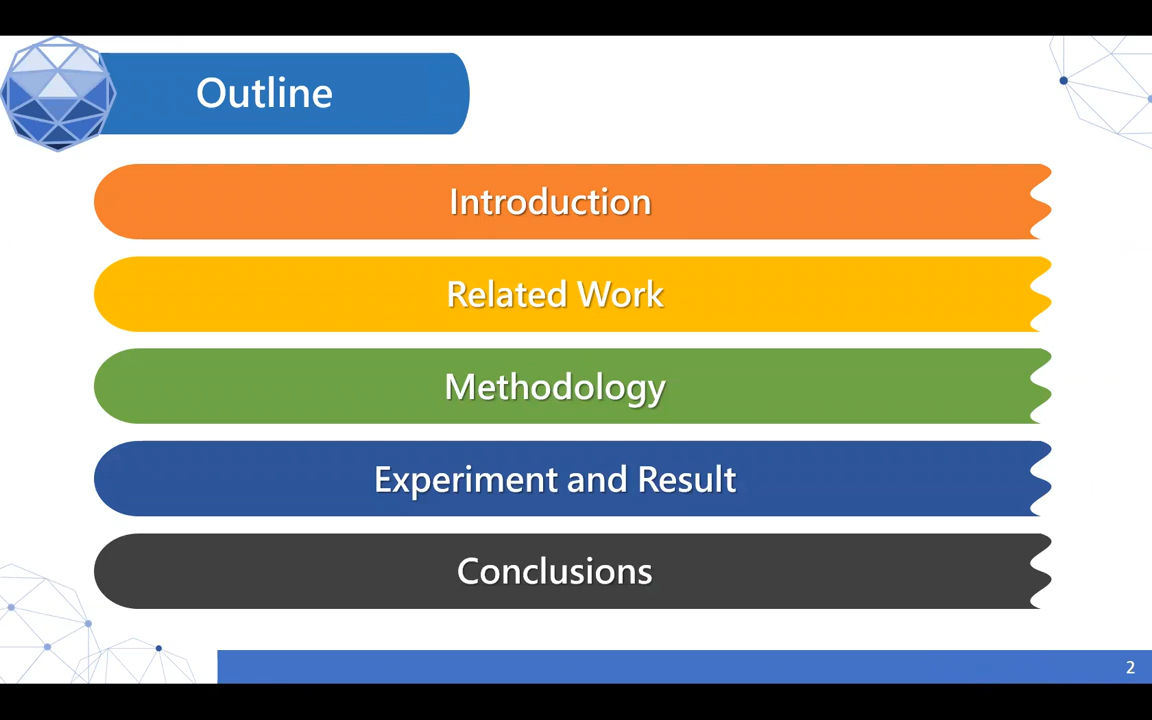 Outline
Introduction
Related Work
Methodology
Experiment and Result
Conclusions
2